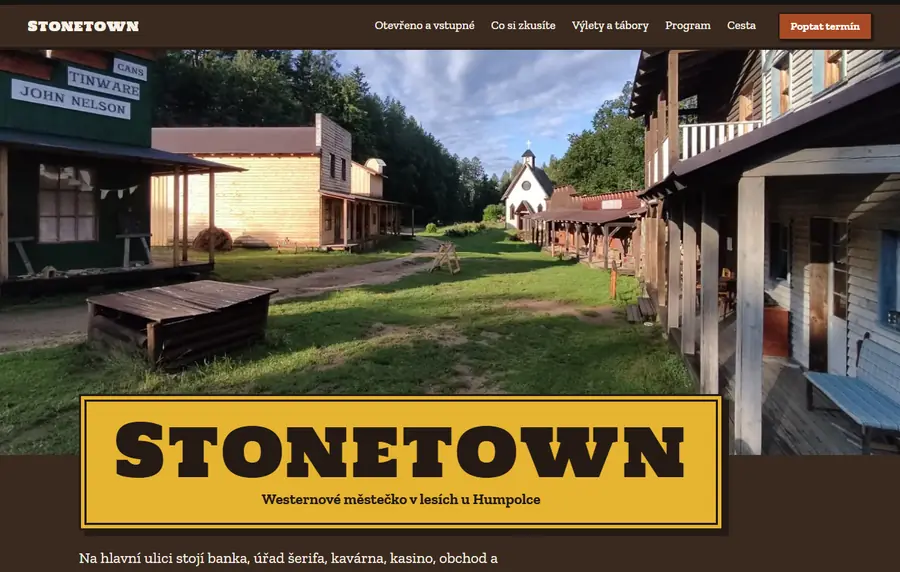 STONETOWN
Otevřeno a vstupné
Co si zkusíte
Výlety a tábory
Program
Cesta
Poptat termín
CANS
TINWARE
JOHN NELSON
STONETOWN
Westernové městečko v lesích u Humpolce
Na hlavní ulici stojí banka, úřad šerifa, kavárna, kasino, obchod a